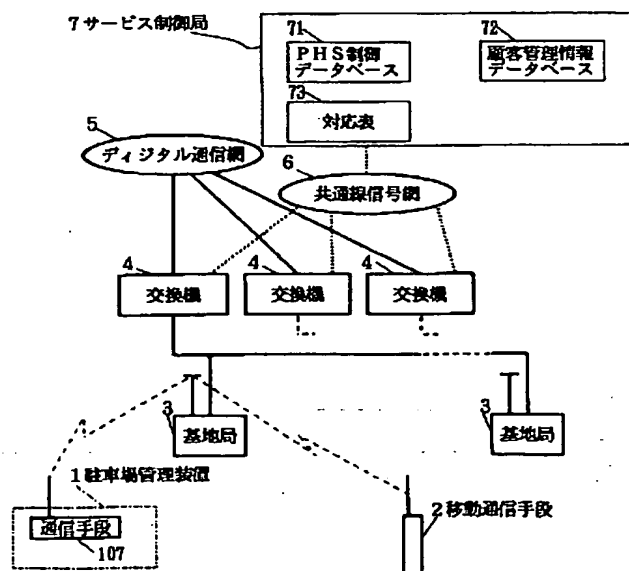 7サービス制御局
71
PHS制御
データベース
72
顧客管理情報
データベース
73
対応表
5
ディジタル通信網
6
共通線信号網
4
交換機
4
交換機
4
交換機
3
基地局
3
基地局
1駐車場管理装置
通信手段
107
2移動通信手段